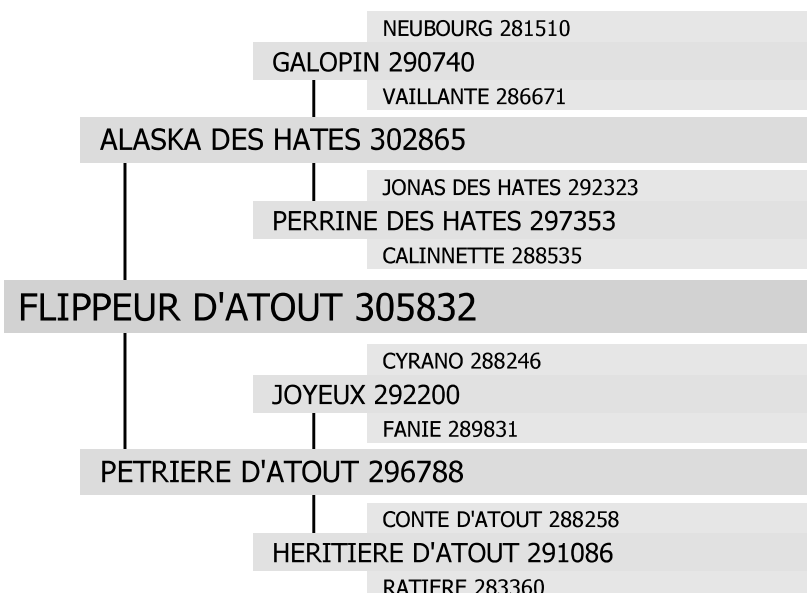 NEUBOURG 281510
GALOPIN 290740
VAILLANTE 286671
ALASKA DES HATES 302865
JONAS DES HATES 292323
PERRINE DES HATES 297353
CALINNETTE 288535
FLIPPEUR D'ATOUT 305832
CYRANO 288246
JOYEUX 292200
FANIE 289831
PETRIERE D'ATOUT 296788
CONTE D'ATOUT 288258
HERITIERE D'ATOUT 291086
RATIERE 283360